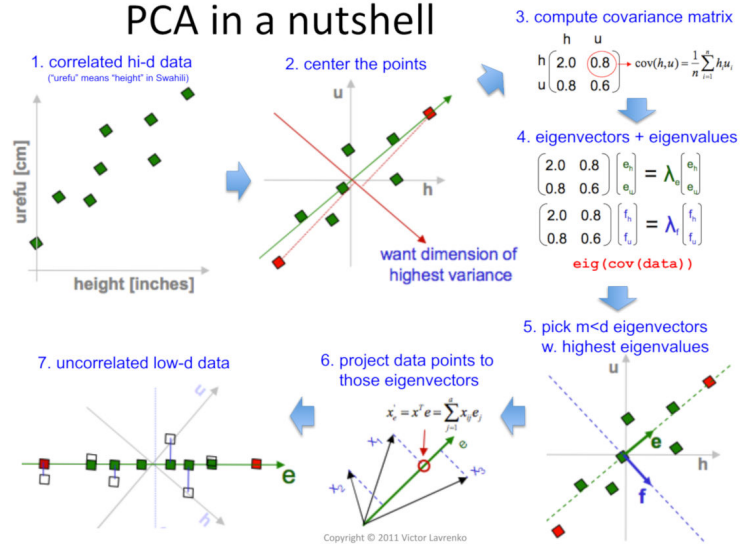 PCA in a nutshell
1. correlated hi-d data
("urefu" means "height" in Swahili)
urefu [cm]
height [inches]
2. center the points
u
h
want dimension of
highest variance
3. compute covariance matrix
h u
h 2.0 0.8 cov(h,u) = 1/n ∑ i=1 n h_i u_i
u 0.8 0.6
4. eigenvectors + eigenvalues
2.0 0.8 e_h = λ_e e_h
0.8 0.6 e_u e_u
2.0 0.8 f_h = λ_f f_h
0.8 0.6 f_u f_u
eig(cov(data))
5. pick m<d eigenvectors
w. highest eigenvalues
u
e
h
f
6. project data points to
those eigenvectors
x'_e = x^T e = ∑ j=1 d x_ij e_j
x_1
e
x_2
x_3
7. uncorrelated low-d data
u
e
h
Copyright © 2011 Victor Lavrenko